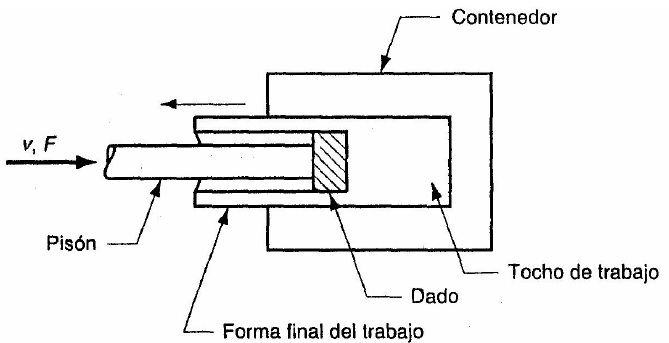 Contenedor
v, F
Pisón
Tocho de trabajo
Dado
Forma final del trabajo